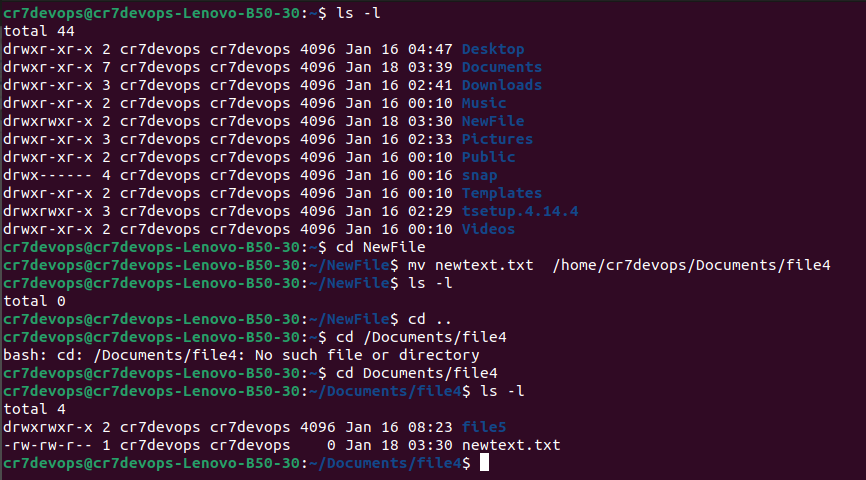 cr7devops@cr7devops-Lenovo-B50-30:~$ ls -l
total 44
drwxr-xr-x 2 cr7devops cr7devops 4096 Jan 16 04:47 Desktop
drwxr-xr-x 7 cr7devops cr7devops 4096 Jan 18 03:39 Documents
drwxr-xr-x 3 cr7devops cr7devops 4096 Jan 16 02:41 Downloads
drwxr-xr-x 2 cr7devops cr7devops 4096 Jan 16 00:10 Music
drwxrwxr-x 2 cr7devops cr7devops 4096 Jan 18 03:30 NewFile
drwxr-xr-x 3 cr7devops cr7devops 4096 Jan 16 02:33 Pictures
drwxr-xr-x 2 cr7devops cr7devops 4096 Jan 16 00:10 Public
drwx------ 4 cr7devops cr7devops 4096 Jan 16 00:16 snap
drwxr-xr-x 2 cr7devops cr7devops 4096 Jan 16 00:10 Templates
drwxrwxr-x 3 cr7devops cr7devops 4096 Jan 16 02:29 tsetup.4.14.4
drwxr-xr-x 2 cr7devops cr7devops 4096 Jan 16 00:10 Videos
cr7devops@cr7devops-Lenovo-B50-30:~$ cd NewFile
cr7devops@cr7devops-Lenovo-B50-30:~/NewFile$ mv newtext.txt  /home/cr7devops/Documents/file4
cr7devops@cr7devops-Lenovo-B50-30:~/NewFile$ ls -l
total 0
cr7devops@cr7devops-Lenovo-B50-30:~/NewFile$ cd ..
cr7devops@cr7devops-Lenovo-B50-30:~$ cd /Documents/file4
bash: cd: /Documents/file4: No such file or directory
cr7devops@cr7devops-Lenovo-B50-30:~$ cd Documents/file4
cr7devops@cr7devops-Lenovo-B50-30:~/Documents/file4$ ls -l
total 4
drwxrwxr-x 2 cr7devops cr7devops 4096 Jan 16 08:23 file5
-rw-rw-r-- 1 cr7devops cr7devops    0 Jan 18 03:30 newtext.txt
cr7devops@cr7devops-Lenovo-B50-30:~/Documents/file4$